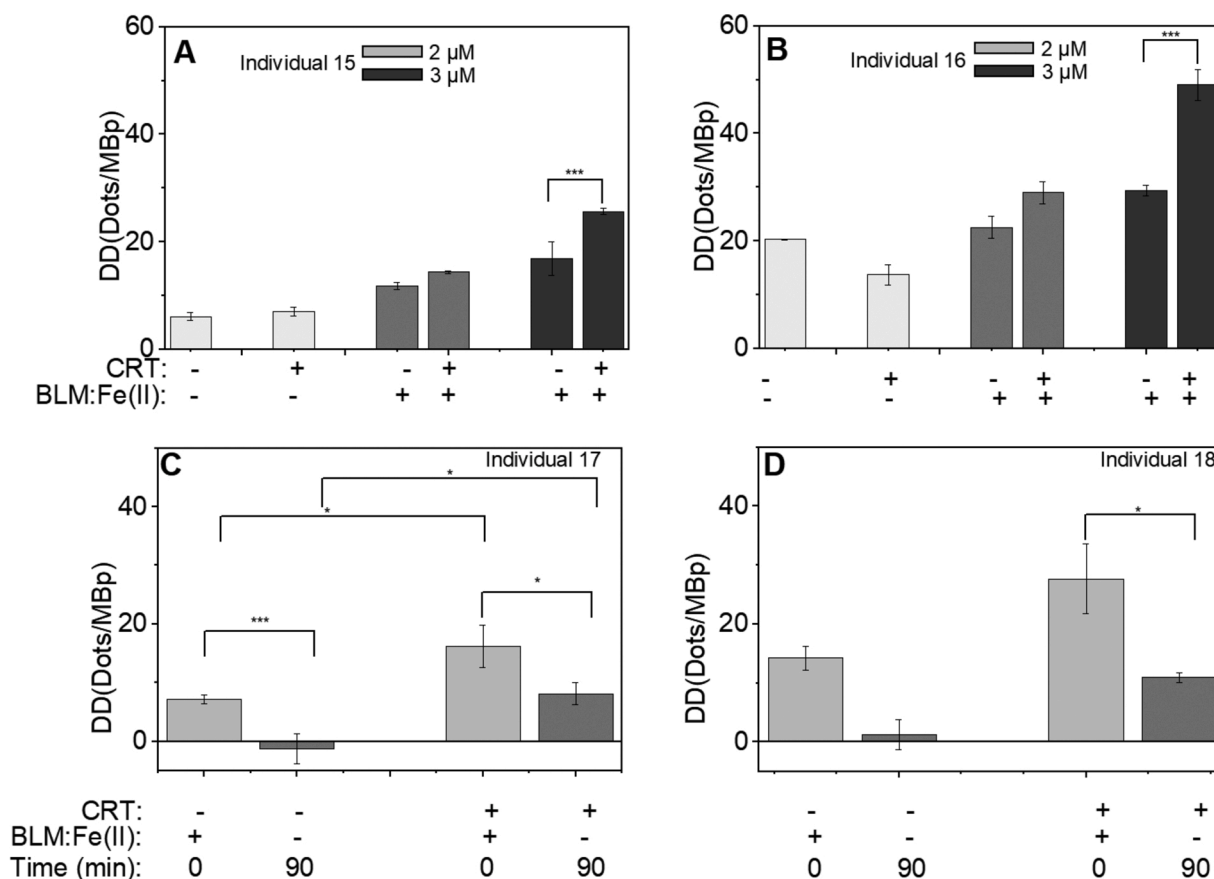 A
Individual 15
2 µM
3 µM
DD(Dots/MBp)
60
40
20
0
CRT: - + - + - +
BLM:Fe(II): - - + + + +
***
B
Individual 16
2 µM
3 µM
DD(Dots/MBp)
60
40
20
0
- + - + - +
- - + + + +
***
C
Individual 17
DD(Dots/MBp)
40
20
0
*
*
*
***
CRT: - - + +
BLM:Fe(II): + - + -
Time (min): 0 90 0 90
D
Individual 18
DD(Dots/MBp)
40
20
0
*
- - + +
+ - + -
0 90 0 90